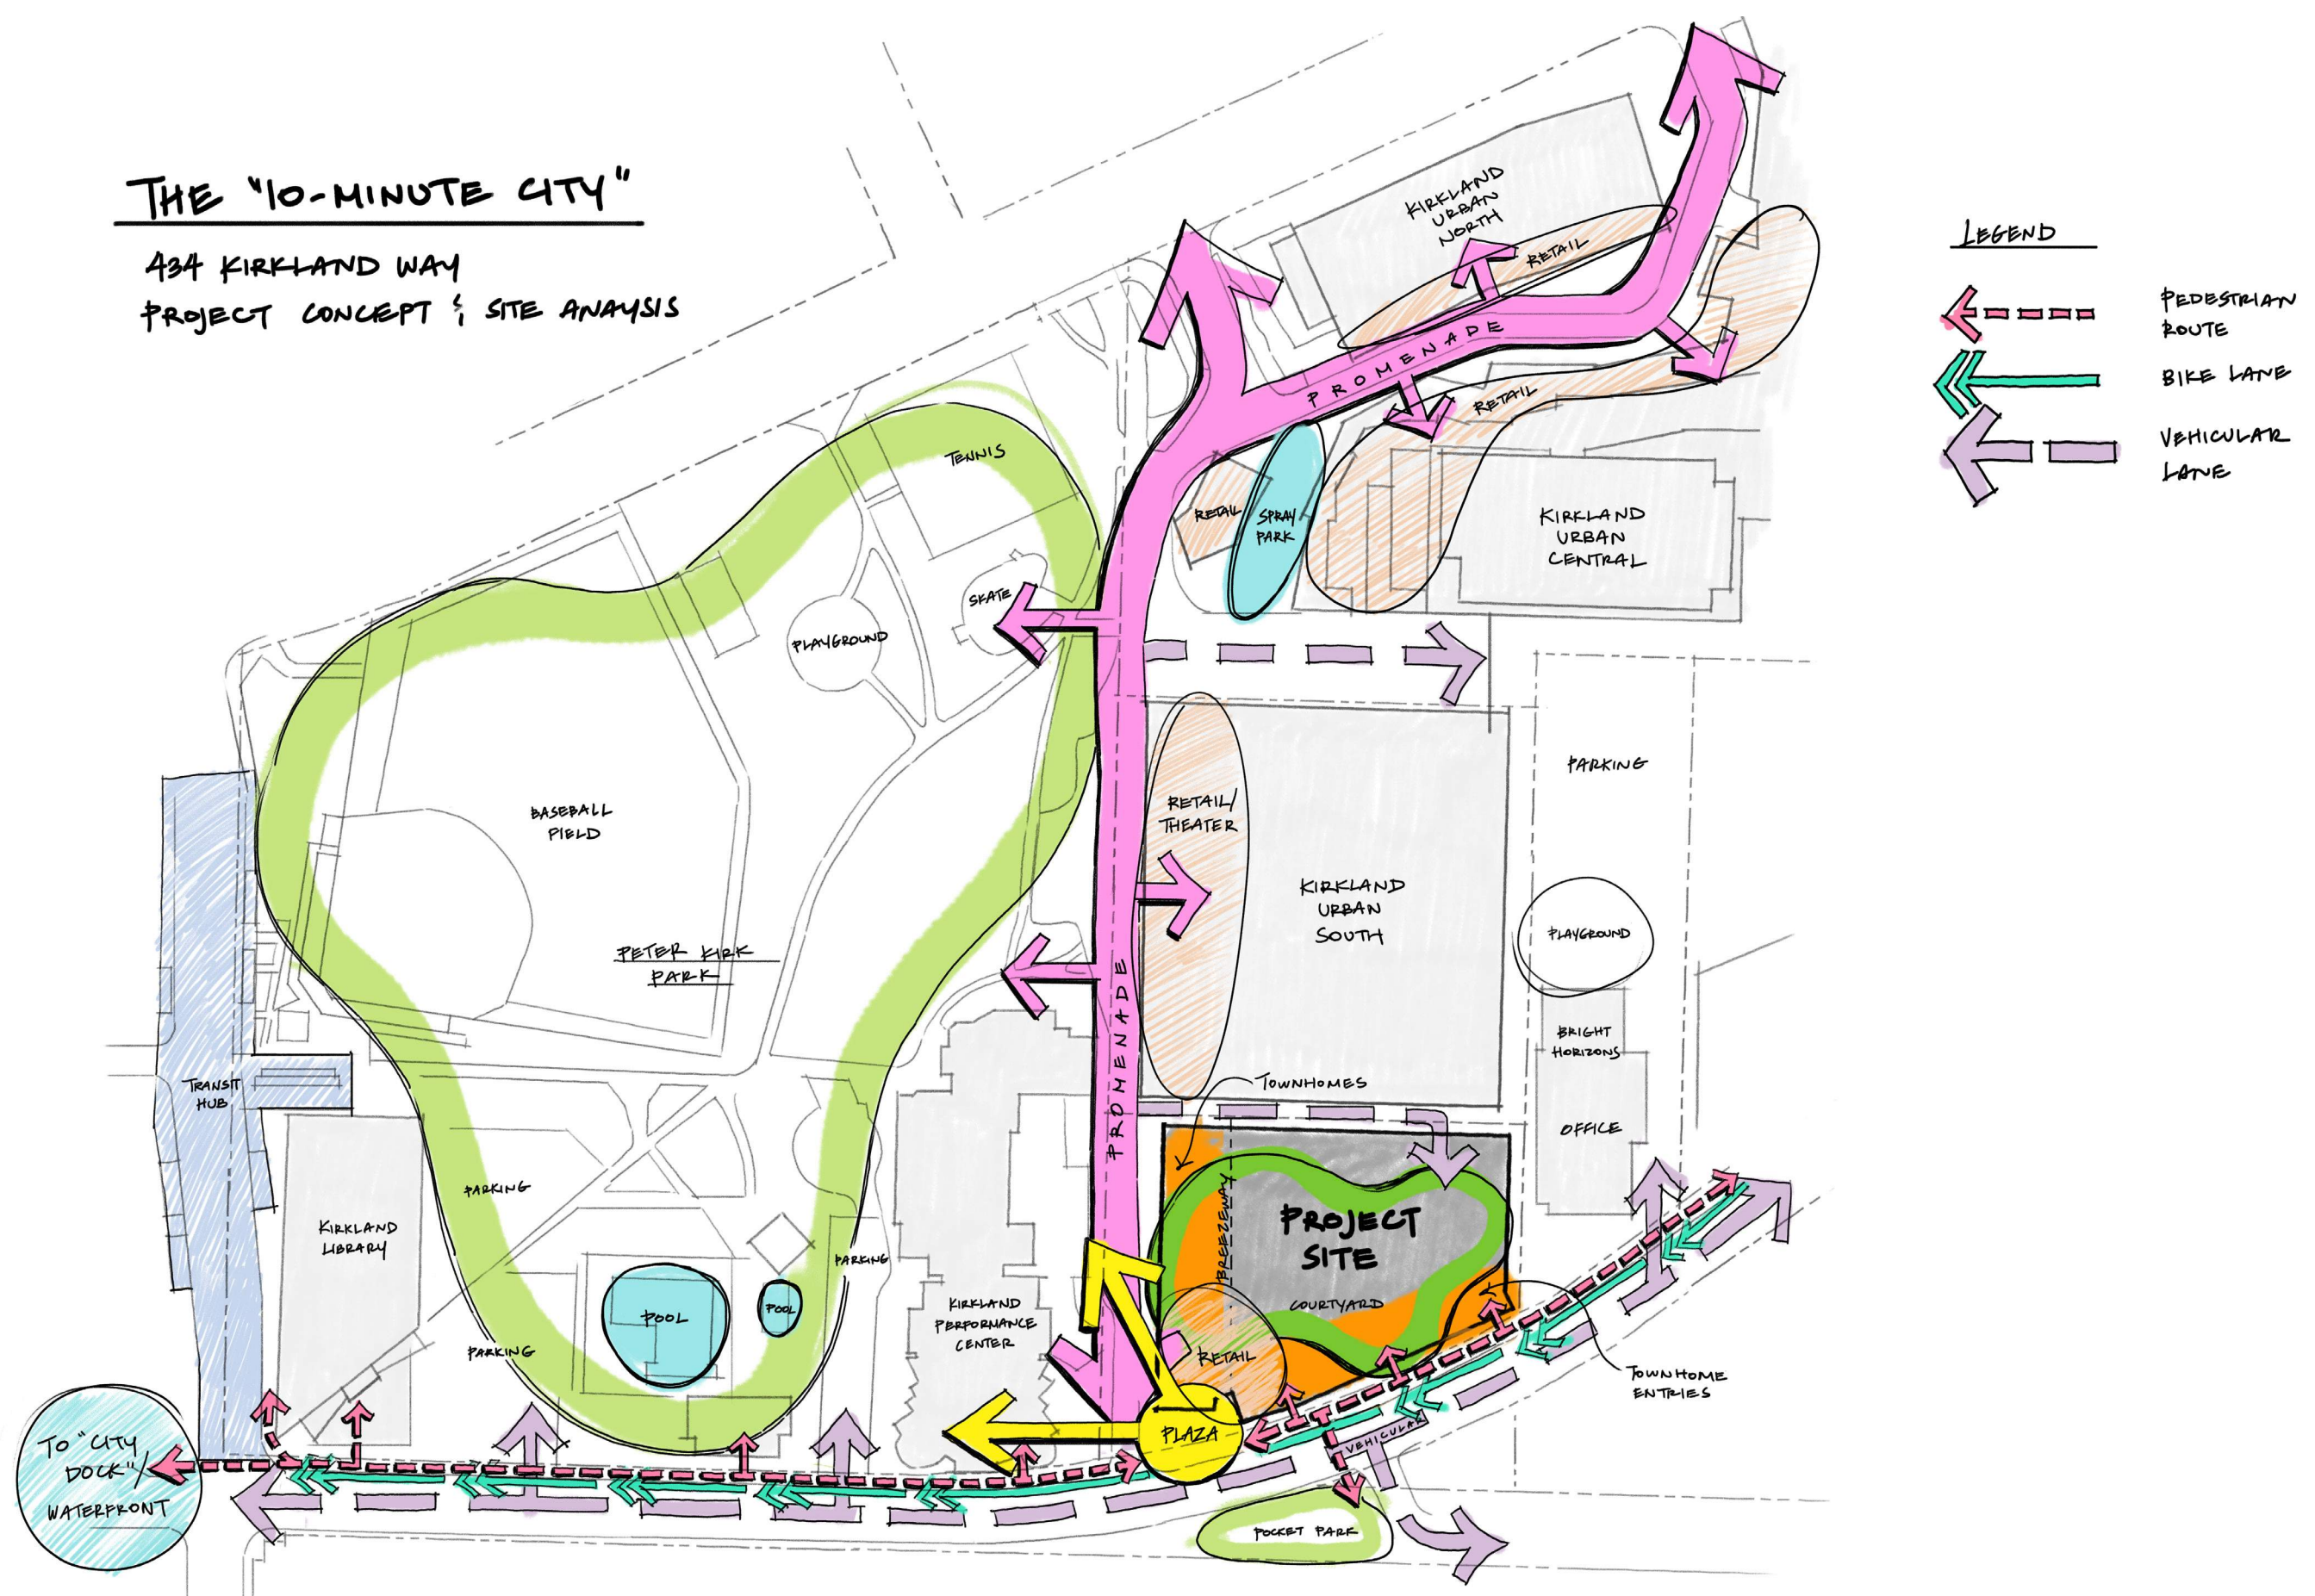 THE "10-MINUTE CITY"
434 KIRKLAND WAY
PROJECT CONCEPT & SITE ANAYSIS
LEGEND
PEDESTRIAN
ROUTE
BIKE LANE
VEHICULAR
LANE
KIRKLAND
URBAN
NORTH
RETAIL
PROMENADE
RETAIL
TENNIS
RETAIL
SPRAY
PARK
KIRKLAND
URBAN
CENTRAL
SKATE
PLAYGROUND
PARKING
BASEBALL
FIELD
RETAIL/
THEATER
KIRKLAND
URBAN
SOUTH
PLAYGROUND
PETER KIRK
PARK
PROMENADE
BRIGHT
HORIZONS
TRANSIT
HUB
TOWNHOMES
PROMENADE
OFFICE
PARKING
KIRKLAND
LIBRARY
BREEZEWAY
PROJECT
SITE
PARKING
COURTYARD
POOL
POOL
KIRKLAND
PERFORMANCE
CENTER
PARKING
RETAIL
TOWNHOME
ENTRIES
PLAZA
VEHICULAR
TO "CITY
DOCK"/
WATERFRONT
POCKET PARK